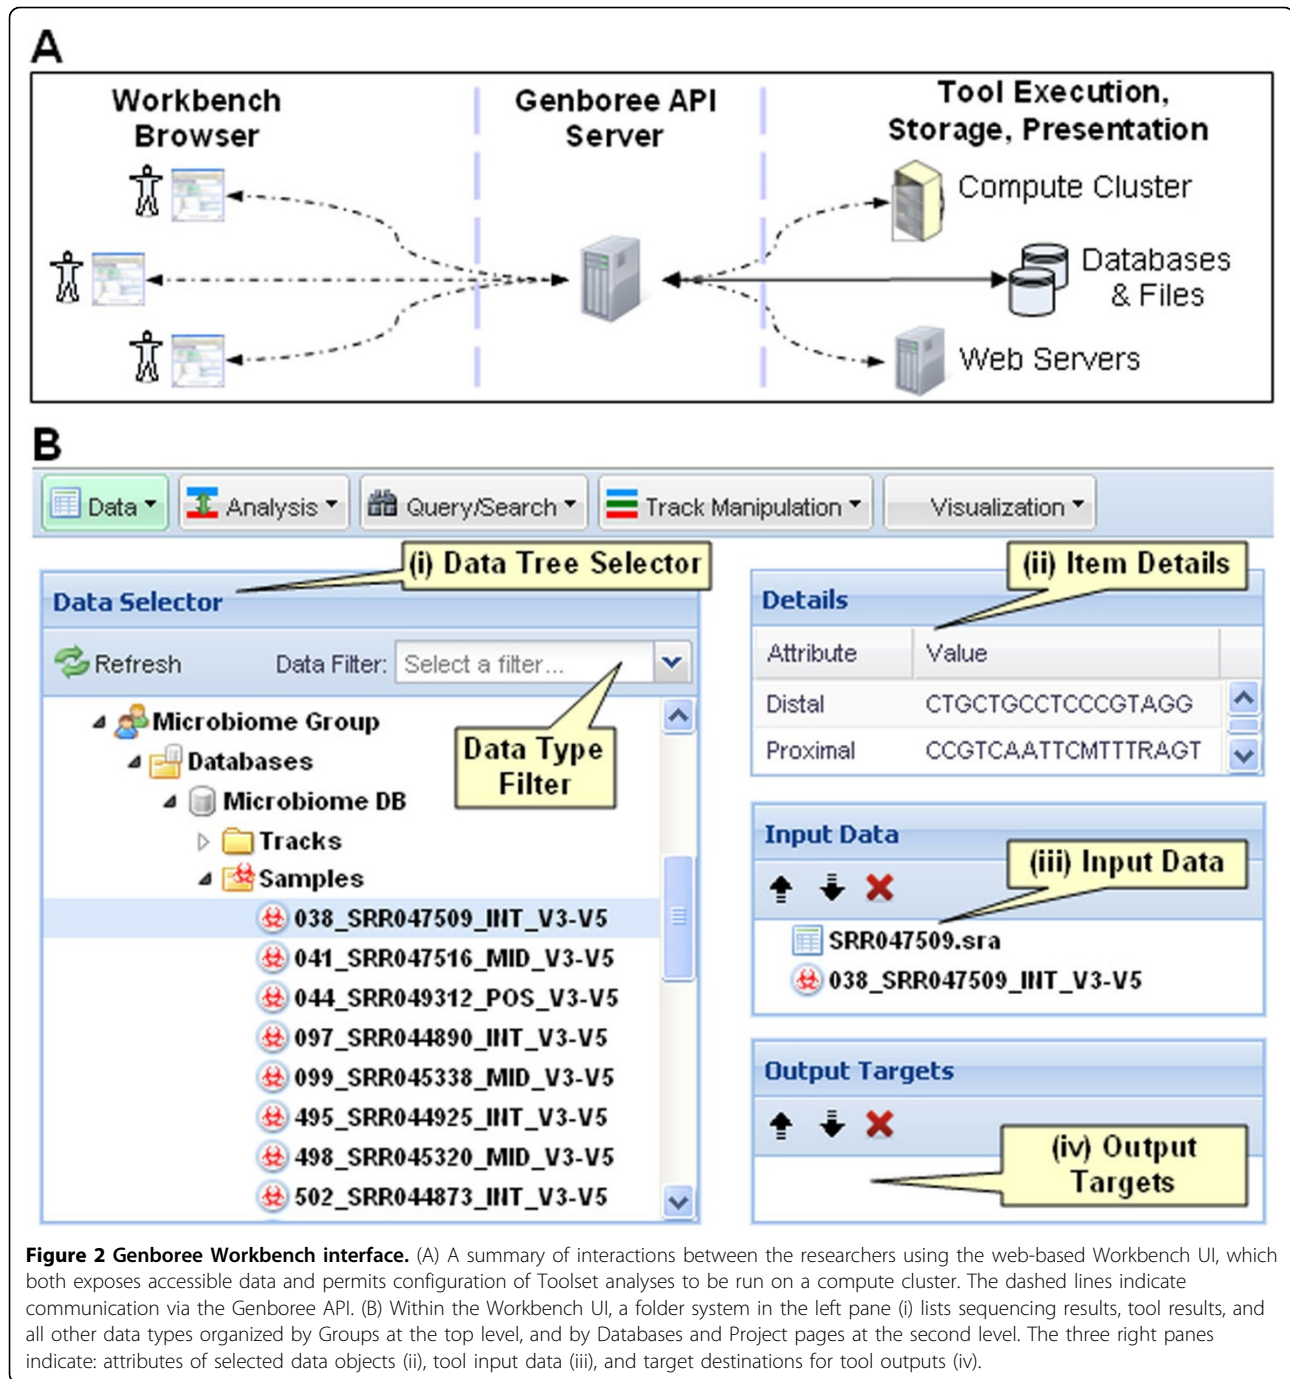 A
Workbench
Browser
Genboree API
Server
Tool Execution,
Storage, Presentation
Compute Cluster
Databases
& Files
Web Servers
B
Data
Analysis
Query/Search
Track Manipulation
Visualization
(i) Data Tree Selector
Data Selector
Refresh
Data Filter:
Select a filter...
Data Type
Filter
Microbiome Group
Databases
Microbiome DB
Tracks
Samples
038_SRR047509_INT_V3-V5
041_SRR047516_MID_V3-V5
044_SRR049312_POS_V3-V5
097_SRR044890_INT_V3-V5
099_SRR045338_MID_V3-V5
495_SRR044925_INT_V3-V5
498_SRR045320_MID_V3-V5
502_SRR044873_INT_V3-V5
(ii) Item Details
Details
Attribute Value
Distal CTGCTGCCTCCCGTAGG
Proximal CCGTCAATTCMTTTRAGT
Input Data
(iii) Input Data
SRR047509.sra
038_SRR047509_INT_V3-V5
Output Targets
(iv) Output
Targets
Figure 2 Genboree Workbench interface. (A) A summary of interactions between the researchers using the web-based Workbench UI, which
both exposes accessible data and permits configuration of Toolset analyses to be run on a compute cluster. The dashed lines indicate
communication via the Genboree API. (B) Within the Workbench UI, a folder system in the left pane (i) lists sequencing results, tool results, and
all other data types organized by Groups at the top level, and by Databases and Project pages at the second level. The three right panes
indicate: attributes of selected data objects (ii), tool input data (iii), and target destinations for tool outputs (iv).